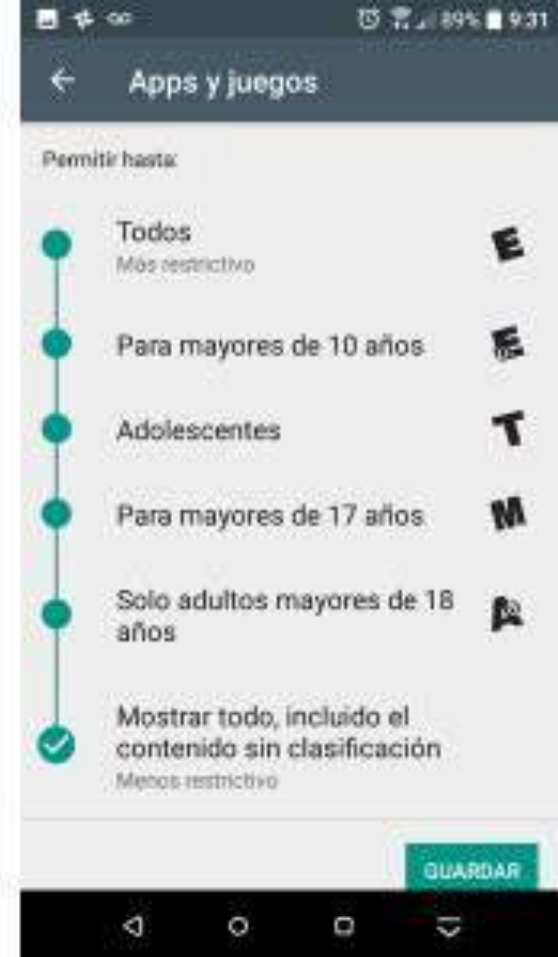 89% 9:31
Apps y juegos
Permitir hasta:
Todos
Más restrictivo
E
Para mayores de 10 años
E
Adolescentes
T
Para mayores de 17 años
M
Solo adultos mayores de 18
años
A
Mostrar todo, incluido el
contenido sin clasificación
Menos restrictivo
GUARDAR